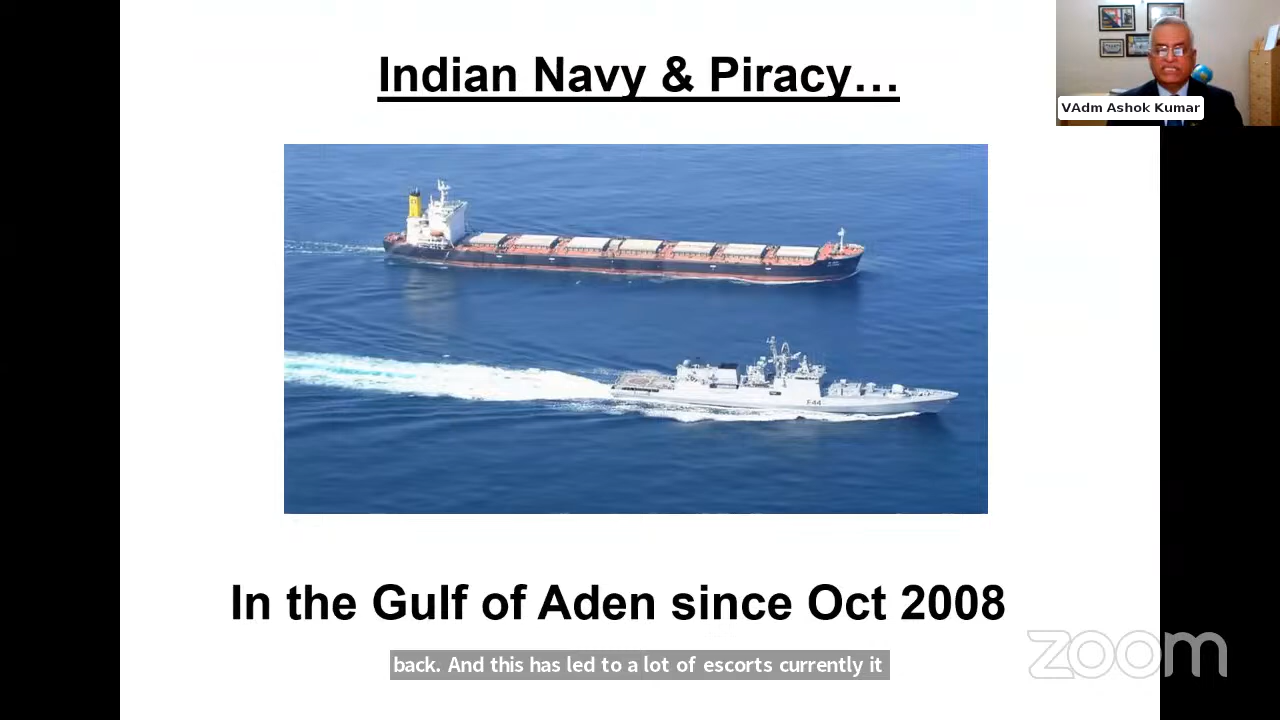 Indian Navy & Piracy…
VAdm Ashok Kumar
F44
In the Gulf of Aden since Oct 2008
zoom
back. And this has led to a lot of escorts currently it